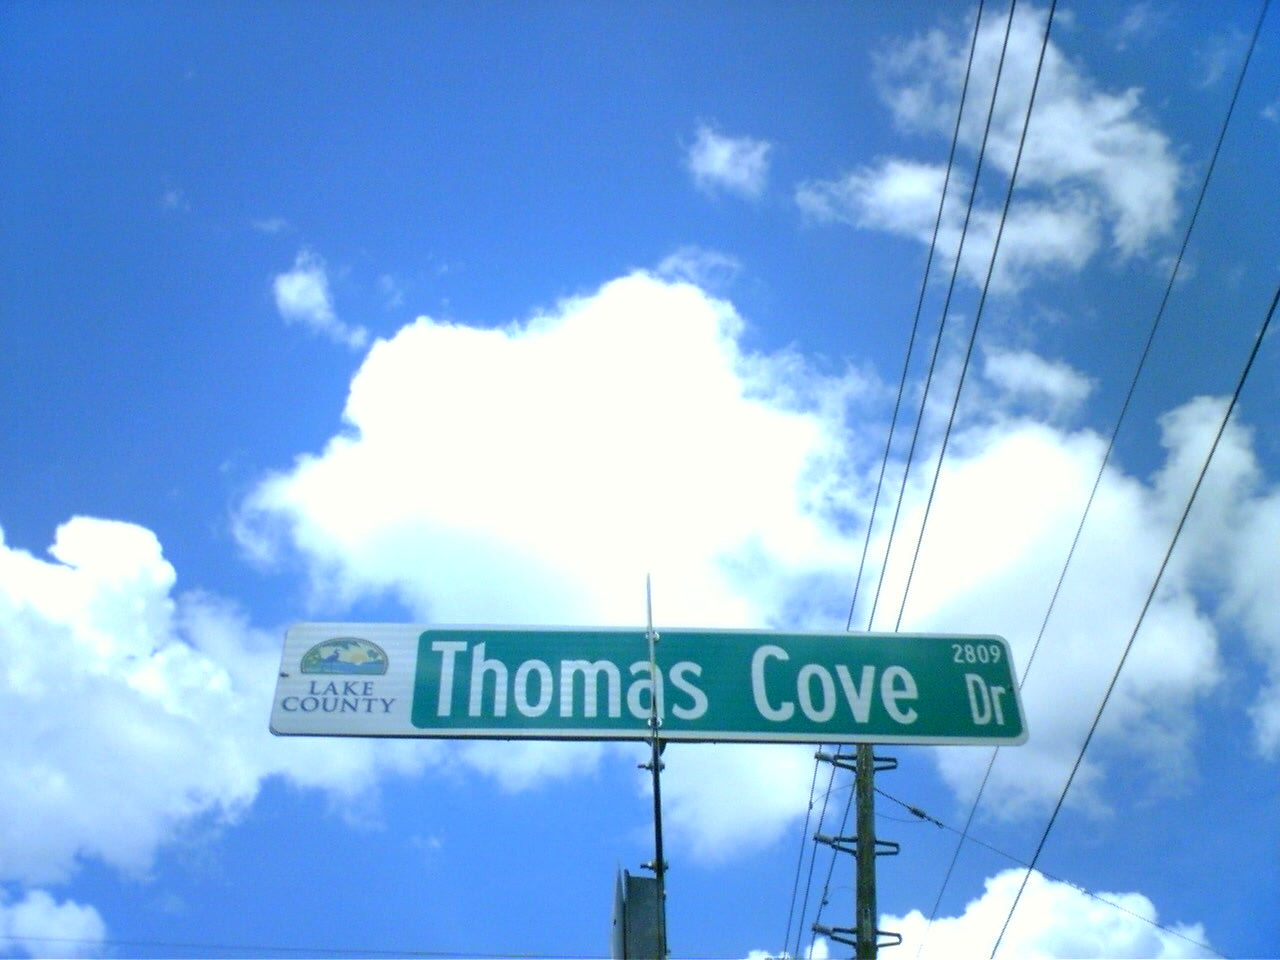 LAKE
COUNTY
Thomas Cove Dr
2809